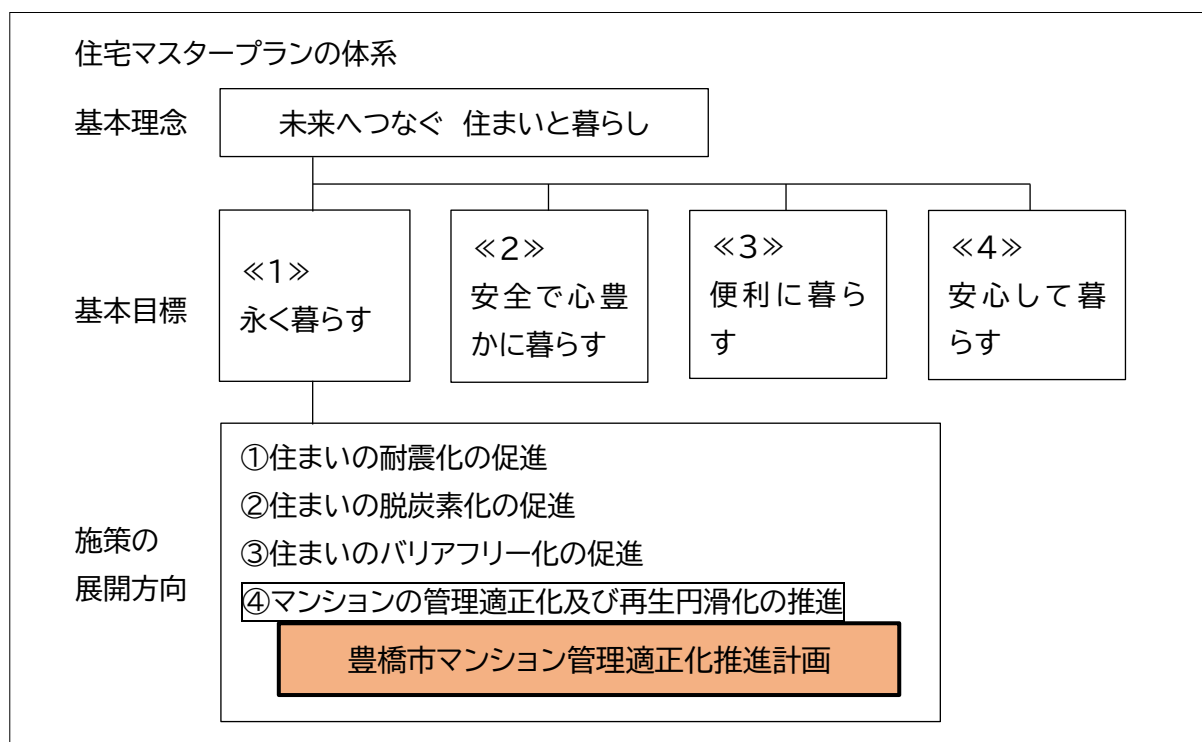 住宅マスタープランの体系
基本理念
未来へつなぐ 住まいと暮らし
基本目標
≪1≫
永く暮らす
≪2≫
安全で心豊
かに暮らす
≪3≫
便利に暮ら
す
≪4≫
安心して暮
らす
施策の
展開方向
①住まいの耐震化の促進
②住まいの脱炭素化の促進
③住まいのバリアフリー化の促進
④マンションの管理適正化及び再生円滑化の推進
豊橋市マンション管理適正化推進計画